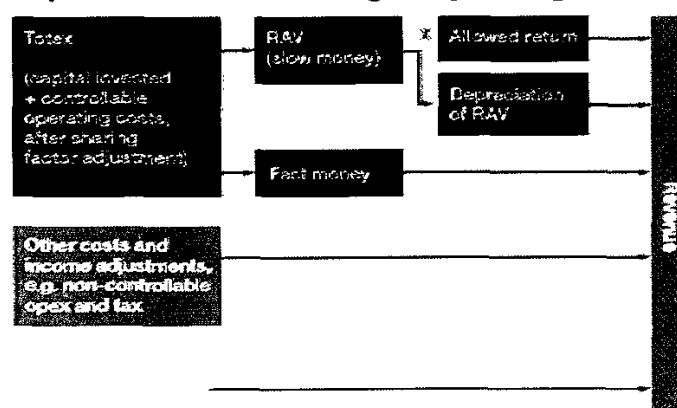 Totex
(capital invested
+ controllable
operating costs,
after sharing
factor adjustment)
RAV
(slow money)
x Allowed return
Depreciation
of RAV
Fast money
Other costs and
income adjustments,
e.g. non-controllable
opex and tax
Revenue